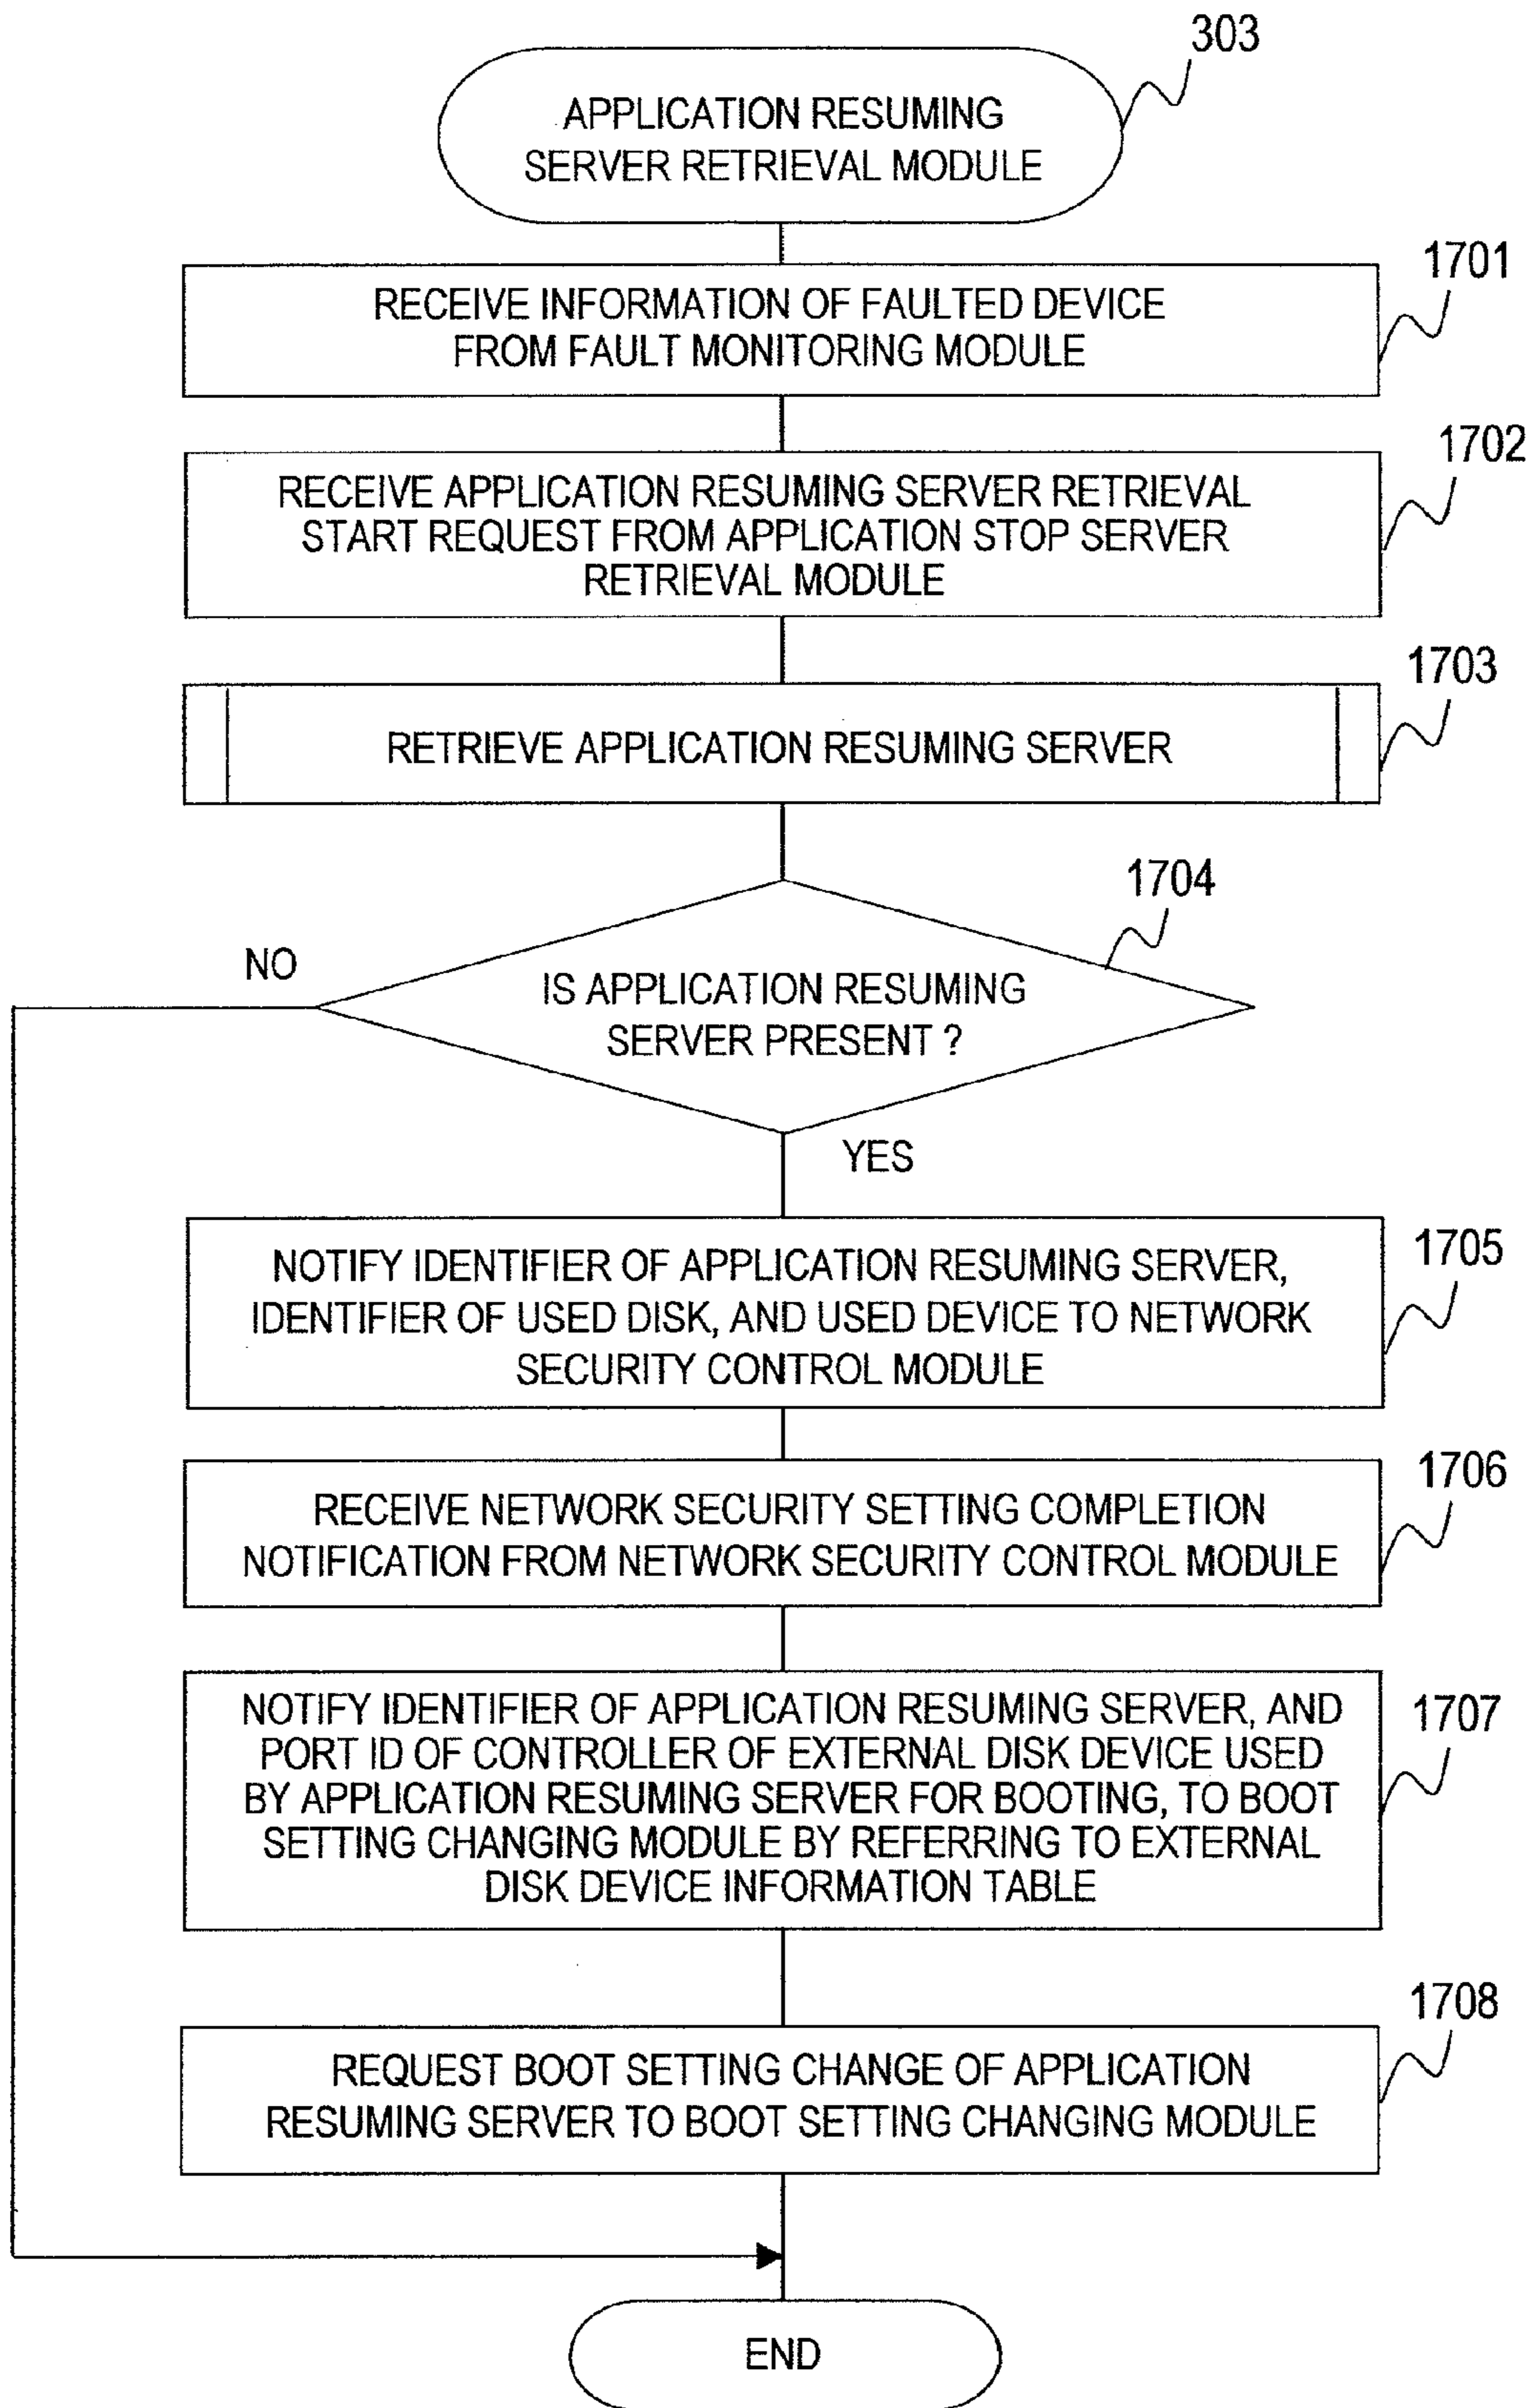 303
APPLICATION RESUMING
SERVER RETRIEVAL MODULE
1701
RECEIVE INFORMATION OF FAULTED DEVICE
FROM FAULT MONITORING MODULE
1702
RECEIVE APPLICATION RESUMING SERVER RETRIEVAL
START REQUEST FROM APPLICATION STOP SERVER
RETRIEVAL MODULE
1703
RETRIEVE APPLICATION RESUMING SERVER
1704
NO
IS APPLICATION RESUMING
SERVER PRESENT ?
YES
1705
NOTIFY IDENTIFIER OF APPLICATION RESUMING SERVER,
IDENTIFIER OF USED DISK, AND USED DEVICE TO NETWORK
SECURITY CONTROL MODULE
1706
RECEIVE NETWORK SECURITY SETTING COMPLETION
NOTIFICATION FROM NETWORK SECURITY CONTROL MODULE
1707
NOTIFY IDENTIFIER OF APPLICATION RESUMING SERVER, AND
PORT ID OF CONTROLLER OF EXTERNAL DISK DEVICE USED
BY APPLICATION RESUMING SERVER FOR BOOTING, TO BOOT
SETTING CHANGING MODULE BY REFERRING TO EXTERNAL
DISK DEVICE INFORMATION TABLE
1708
REQUEST BOOT SETTING CHANGE OF APPLICATION
RESUMING SERVER TO BOOT SETTING CHANGING MODULE
END